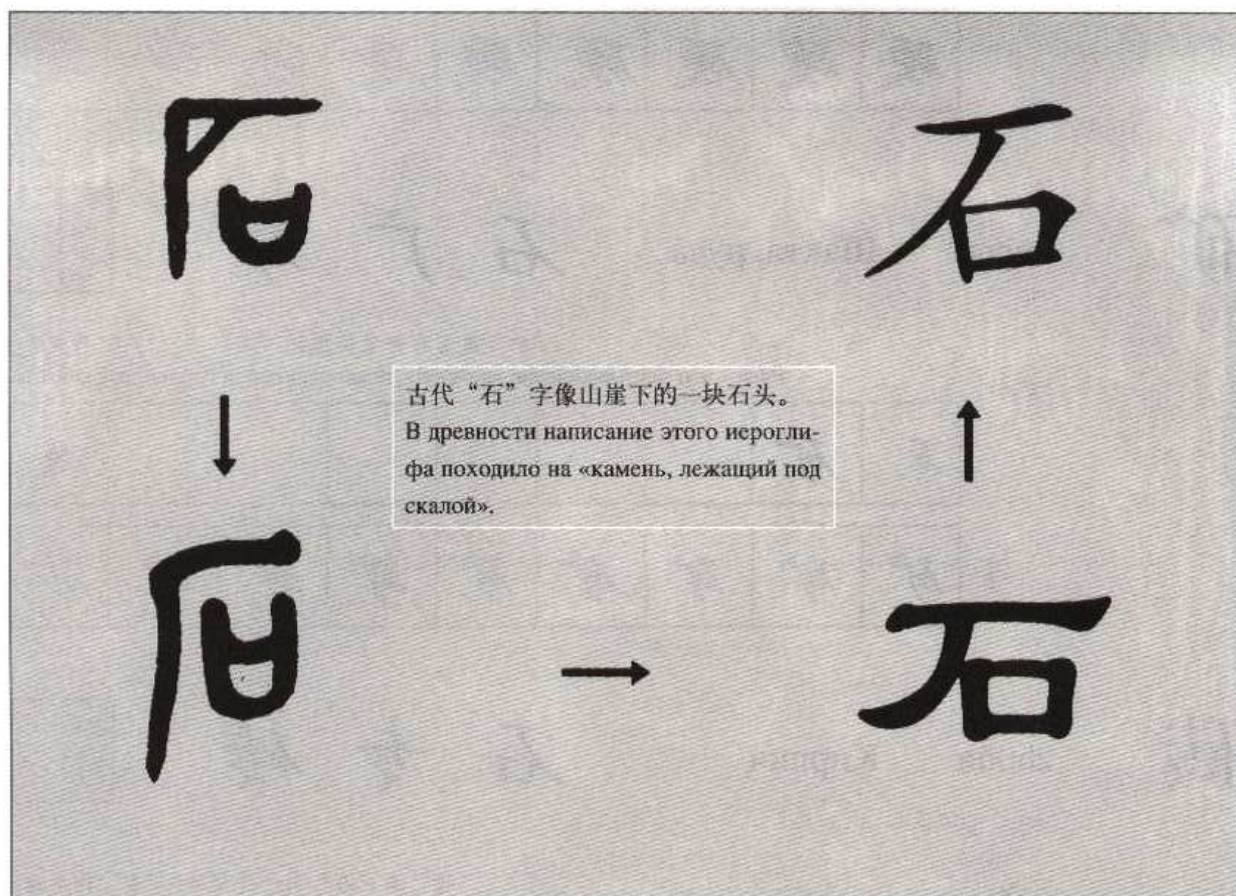 石
石
古代“石”字像山崖下的一块石头。
В древности написание этого иерогли-
фа походило на «камень, лежащий под
скалой».
石
石